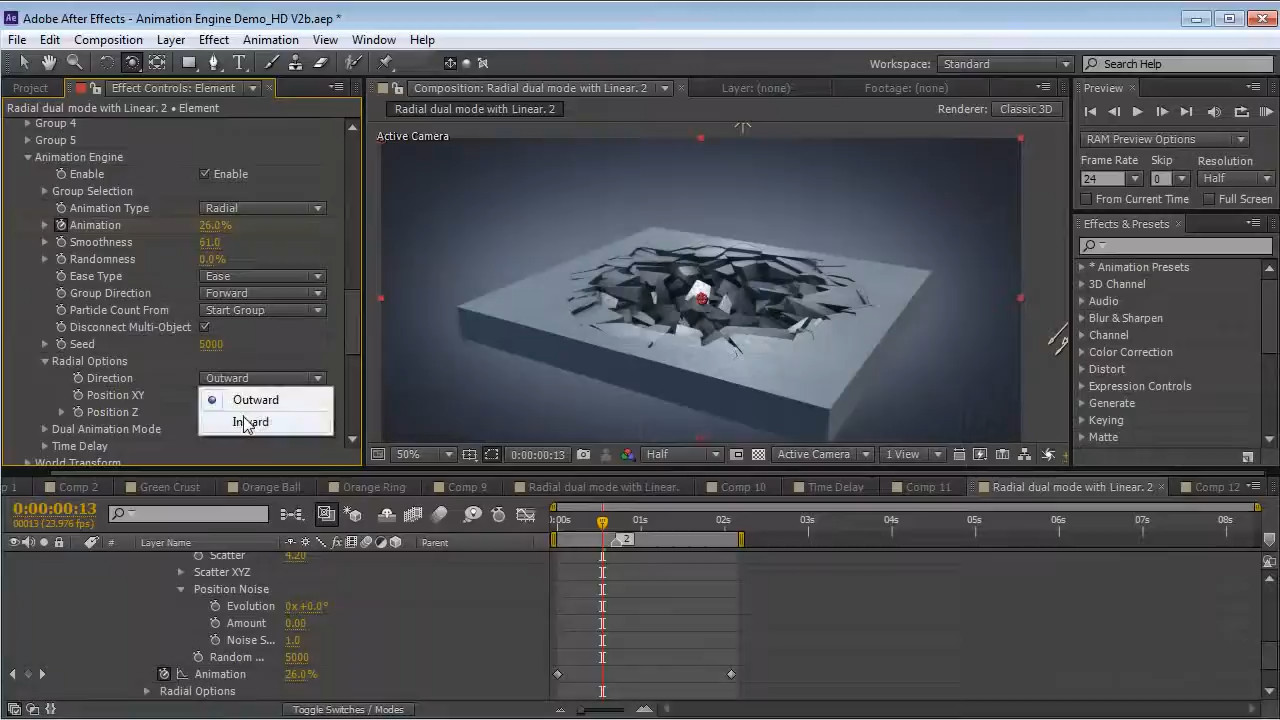 Ae Adobe After Effects - Animation Engine Demo_HD V2b.aep *
File Edit Composition Layer Effect Animation View Window Help
T Workspace: Standard Search Help
Project Effect Controls: Element Composition: Radial dual mode with Linear. 2 Layer: (none) Footage: (none) Preview
Radial dual mode with Linear. 2 • Element Radial dual mode with Linear. 2 Renderer: Classic 3D
Group 4 Active Camera
Group 5 RAM Preview Options
Animation Engine Frame Rate Skip Resolution
Enable Enable 24 0 Half
Group Selection From Current Time Full Screen
Animation Type Radial
Animation 26.0% Effects & Presets
Smoothness 61.0
Randomness 0.0% * Animation Presets
Ease Type Ease 3D Channel
Group Direction Forward Audio
Particle Count From Start Group Blur & Sharpen
Disconnect Multi-Object Channel
Seed 5000 Color Correction
Radial Options Distort
Direction Outward Expression Controls
Position XY Outward Generate
Position Z Inward Keying
Dual Animation Mode Matte
Time Delay
World Transform
50% 0:00:00:13 Half Active Camera 1 View
p 1 Comp 2 Green Crust Orange Ball Orange Ring Comp 9 Radial dual mode with Linear. Comp 10 Time Delay Comp 11 Radial dual mode with Linear. 2 Comp 12
0:00:00:13
00013 (23.976 fps)
:00s 01s 02s 03s 04s 05s 06s 07s 08s
# Layer Name fx Parent 2
Scatter 4.20
Scatter XYZ
Position Noise
Evolution 0x+0.0°
Amount 0.00
Noise S... 1.0
Random ... 5000
Animation 26.0%
Radial Options
Toggle Switches / Modes